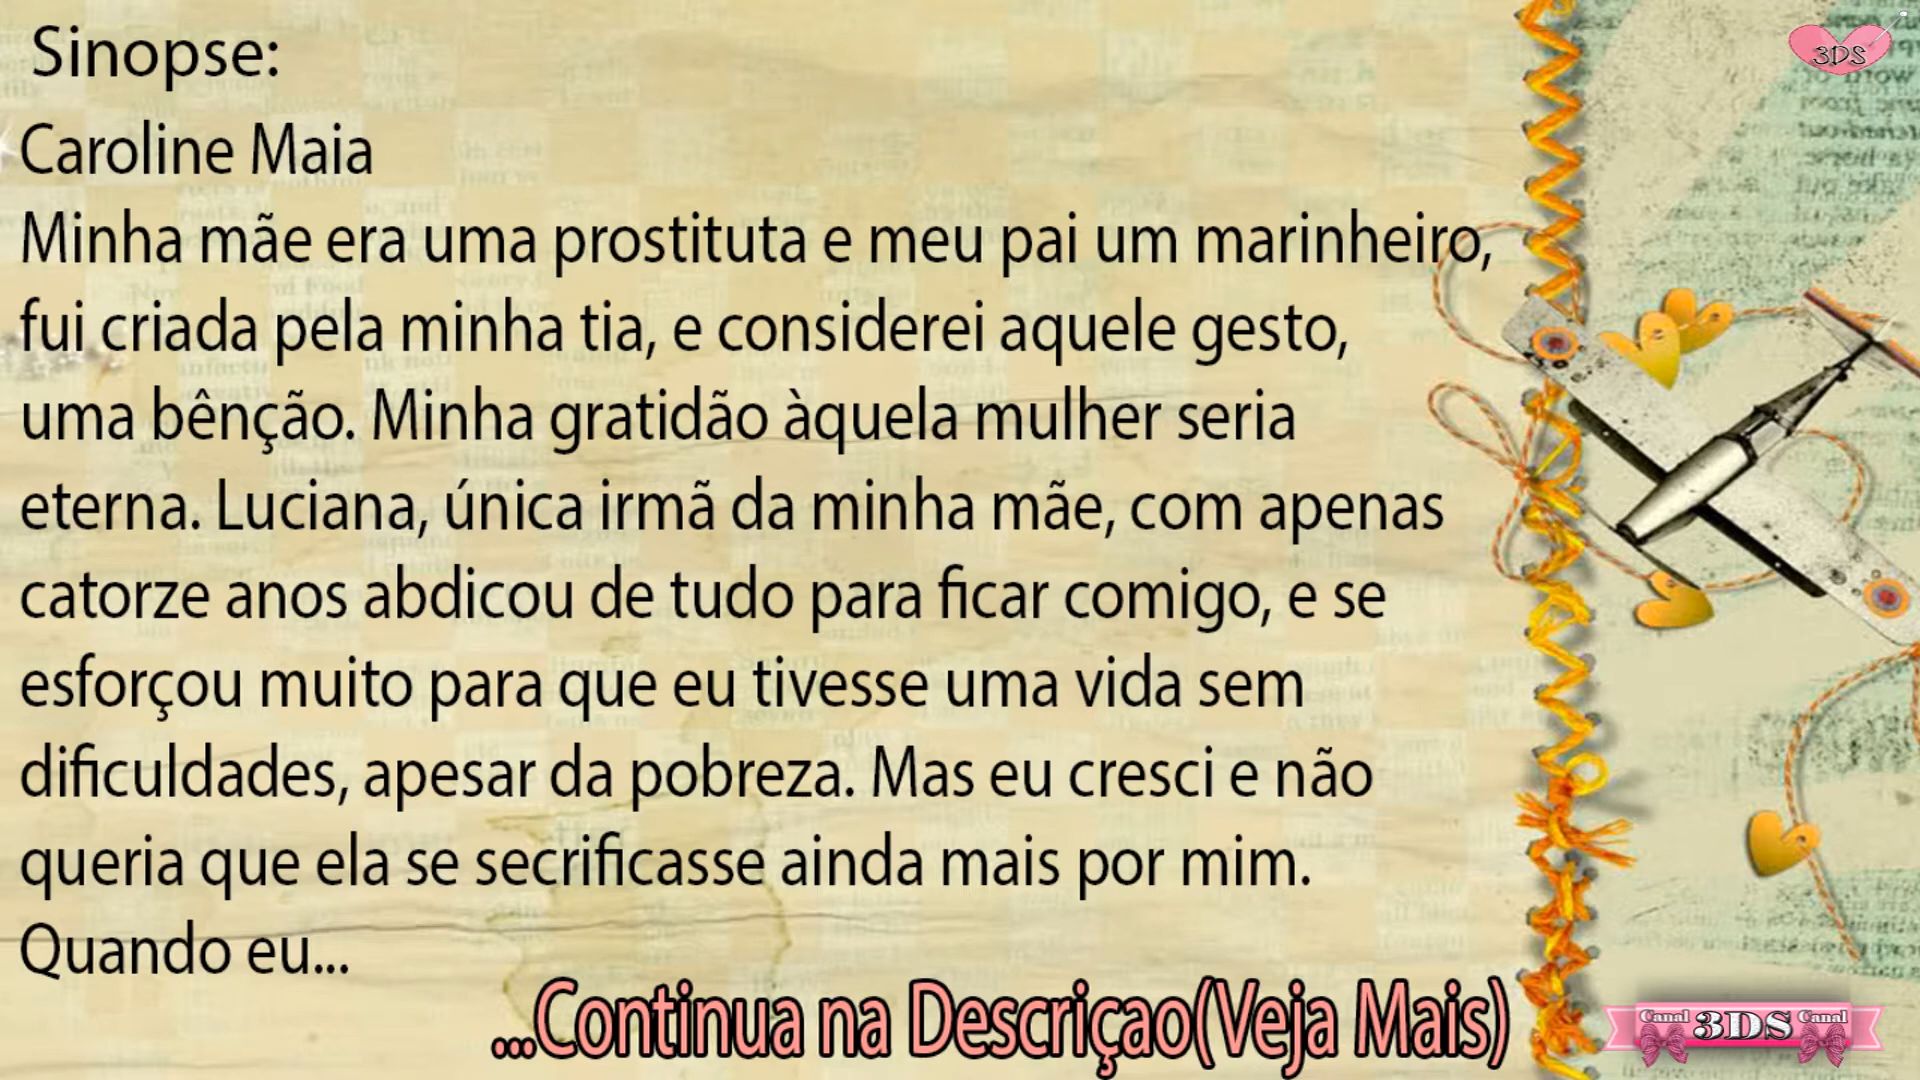 Sinopse:
3DS
Caroline Maia
Minha mãe era uma prostituta e meu pai um marinheiro,
fui criada pela minha tia, e considerei aquele gesto,
uma bênção. Minha gratidão àquela mulher seria
eterna. Luciana, única irmã da minha mãe, com apenas
catorze anos abdicou de tudo para ficar comigo, e se
esforçou muito para que eu tivesse uma vida sem
dificuldades, apesar da pobreza. Mas eu cresci e não
queria que ela se secrificasse ainda mais por mim.
Quando eu...
...Continua na Descriçao(Veja Mais)
Canal 3DS Canal